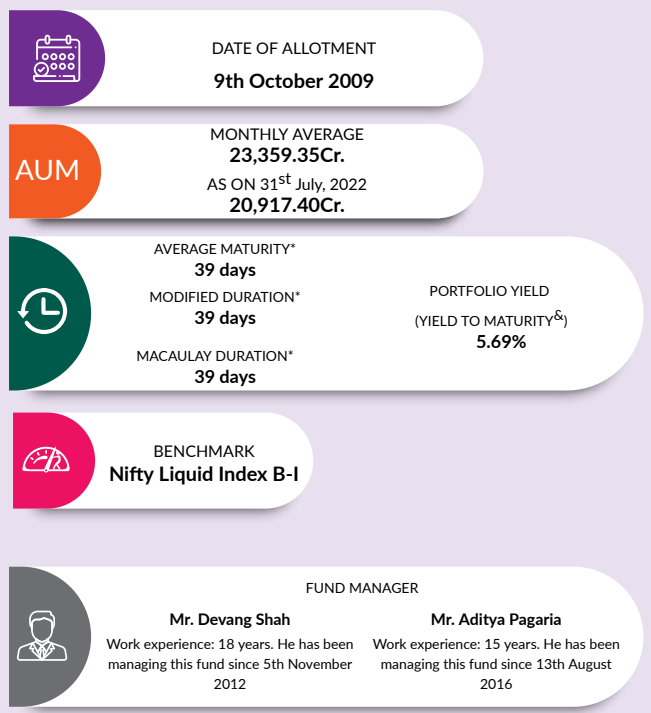 DATE OF ALLOTMENT
9th October 2009
AUM
MONTHLY AVERAGE
23,359.35Cr.
AS ON 31st July, 2022
20,917.40Cr.
AVERAGE MATURITY*
39 days
MODIFIED DURATION*
39 days
MACAULAY DURATION*
39 days
PORTFOLIO YIELD
(YIELD TO MATURITY&)
5.69%
BENCHMARK
Nifty Liquid Index B-I
FUND MANAGER
Mr. Devang Shah
Work experience: 18 years. He has been
managing this fund since 5th November
2012
Mr. Aditya Pagaria
Work experience: 15 years. He has been
managing this fund since 13th August
2016